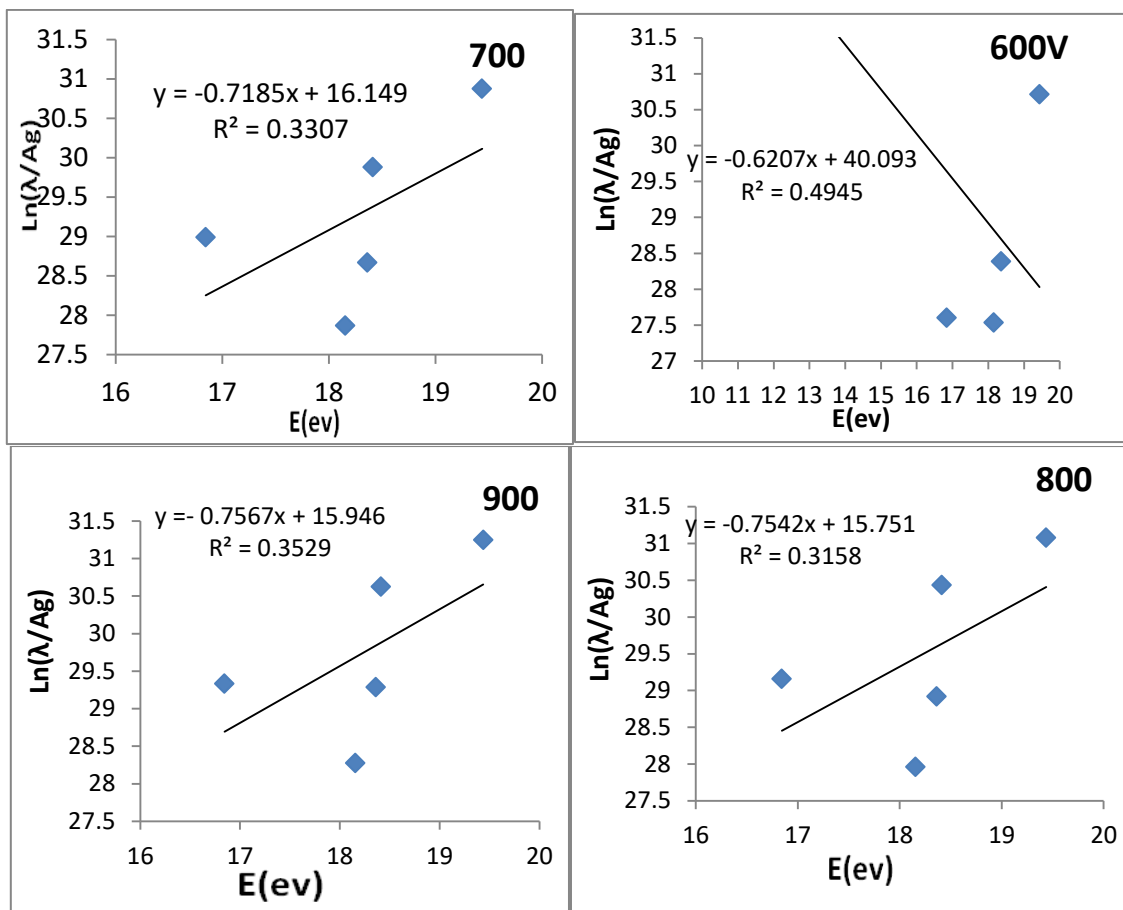 700
y = -0.7185x + 16.149
R² = 0.3307
Ln(λ/Ag)
31.5
31
30.5
30
29.5
29
28.5
28
27.5
16 17 18 19 20
E(ev)
600V
y = -0.6207x + 40.093
R² = 0.4945
Ln(λ/Ag)
31.5
31
30.5
30
29.5
29
28.5
28
27.5
27
10 11 12 13 14 15 16 17 18 19 20
E(ev)
900
y =- 0.7567x + 15.946
R² = 0.3529
Ln(λ/Ag)
31.5
31
30.5
30
29.5
29
28.5
28
27.5
16 17 18 19 20
E(ev)
800
y = -0.7542x + 15.751
R² = 0.3158
Ln(λ/Ag)
31.5
31
30.5
30
29.5
29
28.5
28
27.5
16 17 18 19 20
E(ev)